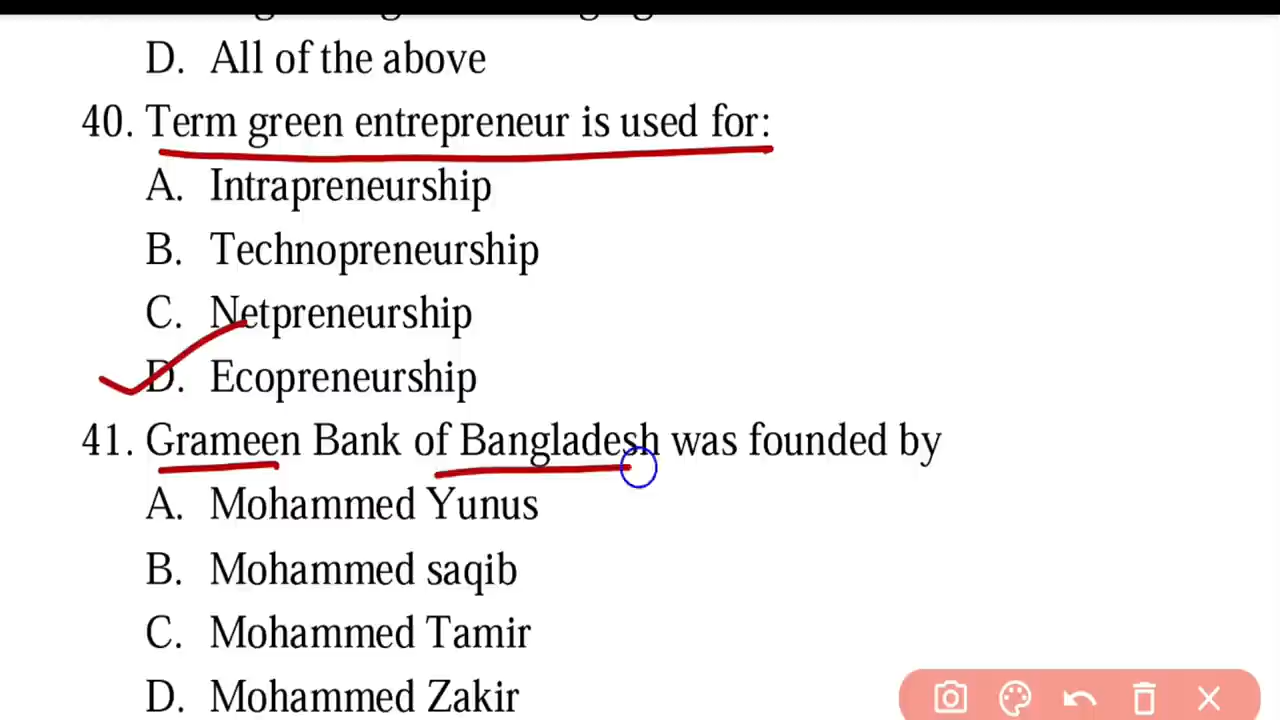 D. All of the above
40. Term green entrepreneur is used for:
A. Intrapreneurship
B. Technopreneurship
C. Netpreneurship
D. Ecopreneurship
41. Grameen Bank of Bangladesh was founded by
A. Mohammed Yunus
B. Mohammed saqib
C. Mohammed Tamir
D. Mohammed Zakir